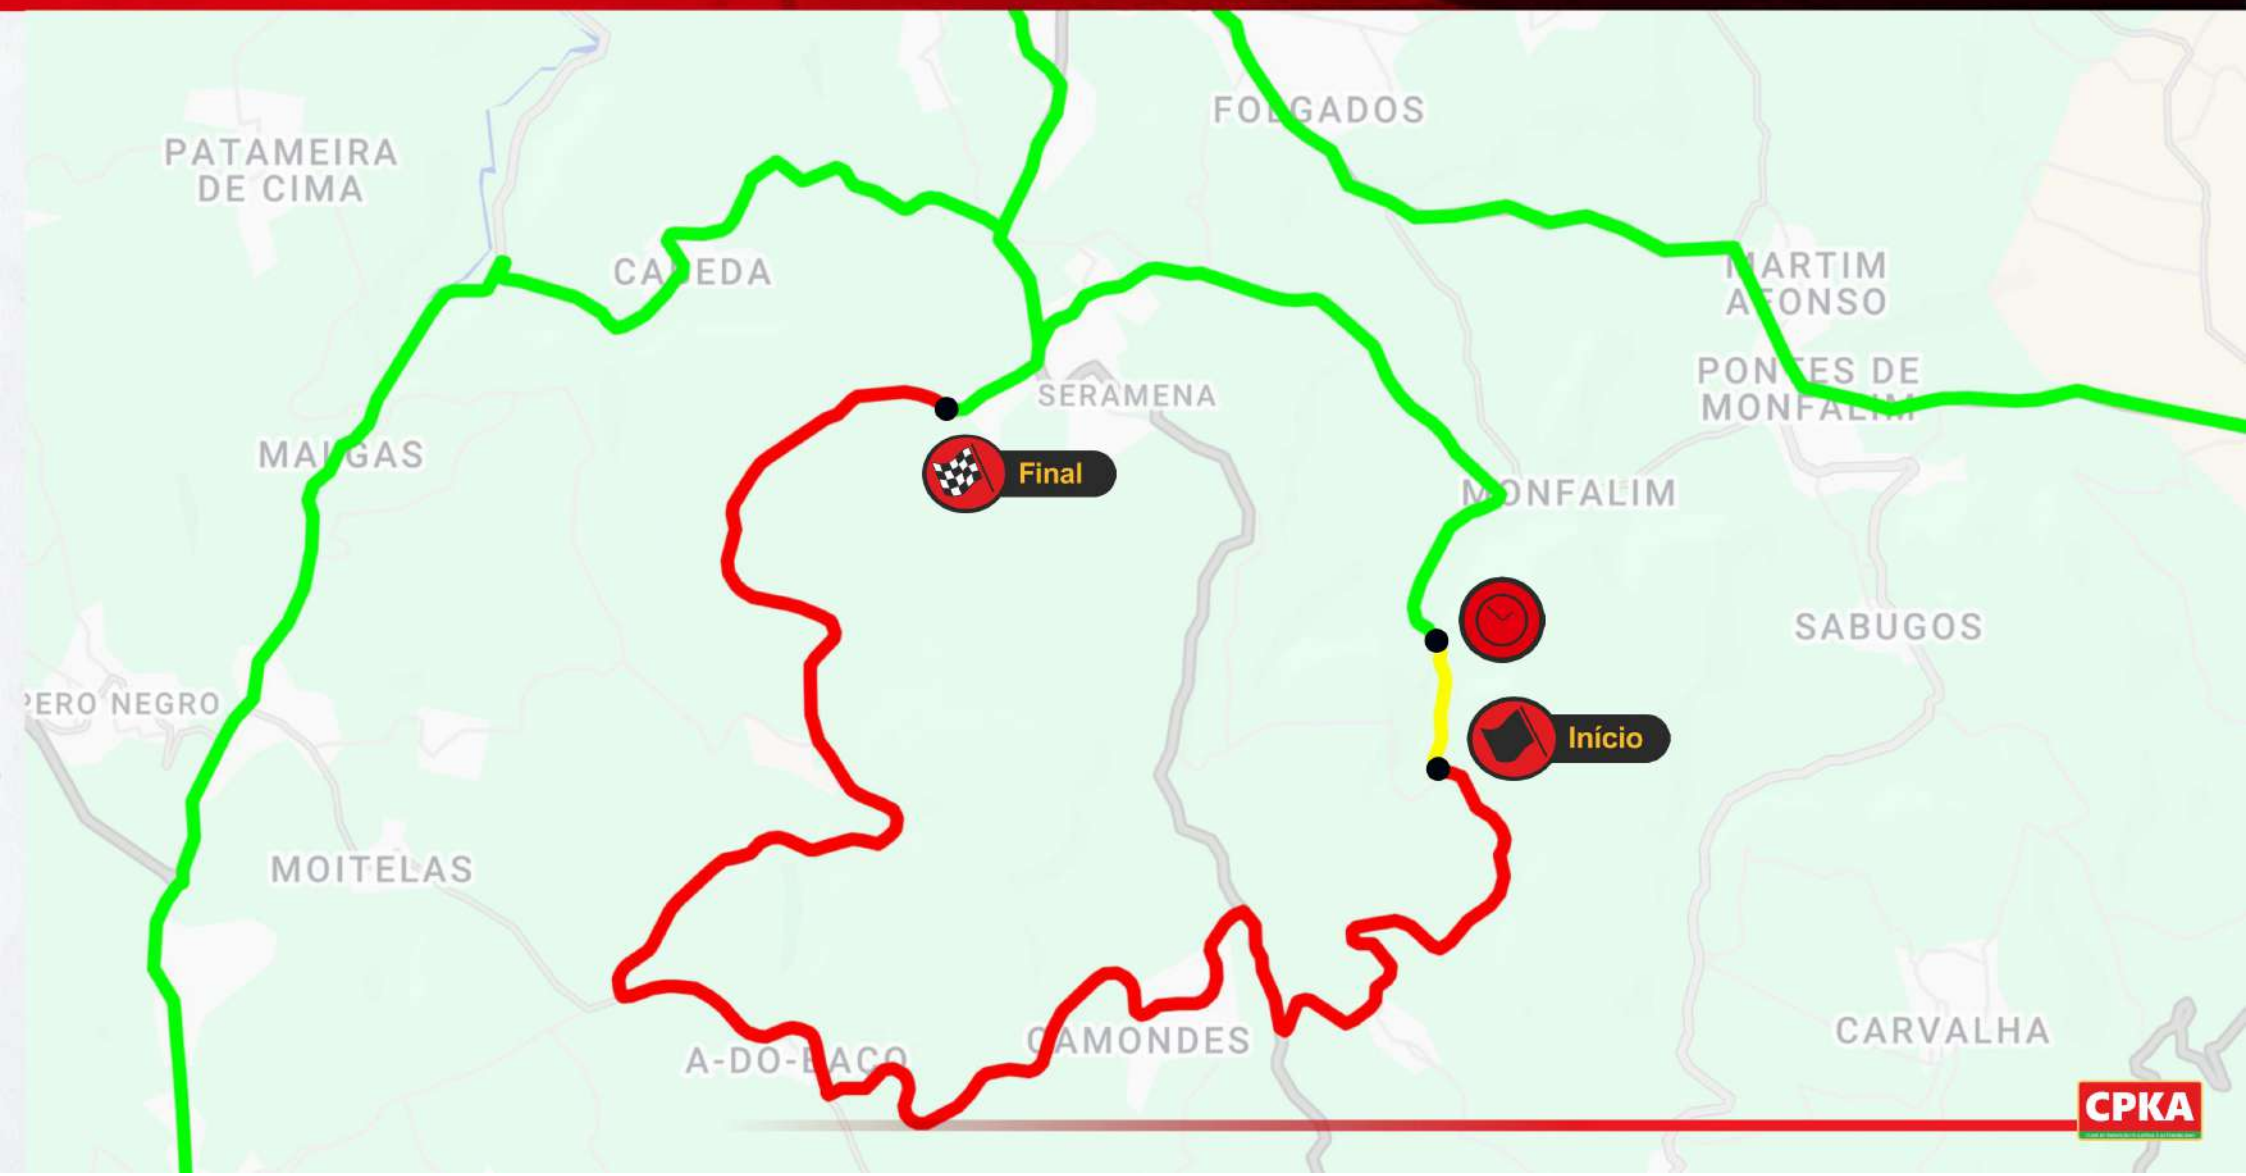 FOLGADOS
PATAMEIRA
DE CIMA
CASEDA
MARTIM
AFONSO
PONTES DE
MONFALIM
SERAMENA
MALGAS
Final
MONFALIM
SABUGOS
PERO NEGRO
Início
MOITELAS
CAMONDES
CARVALHA
A-DO-BAÇO
CPKA